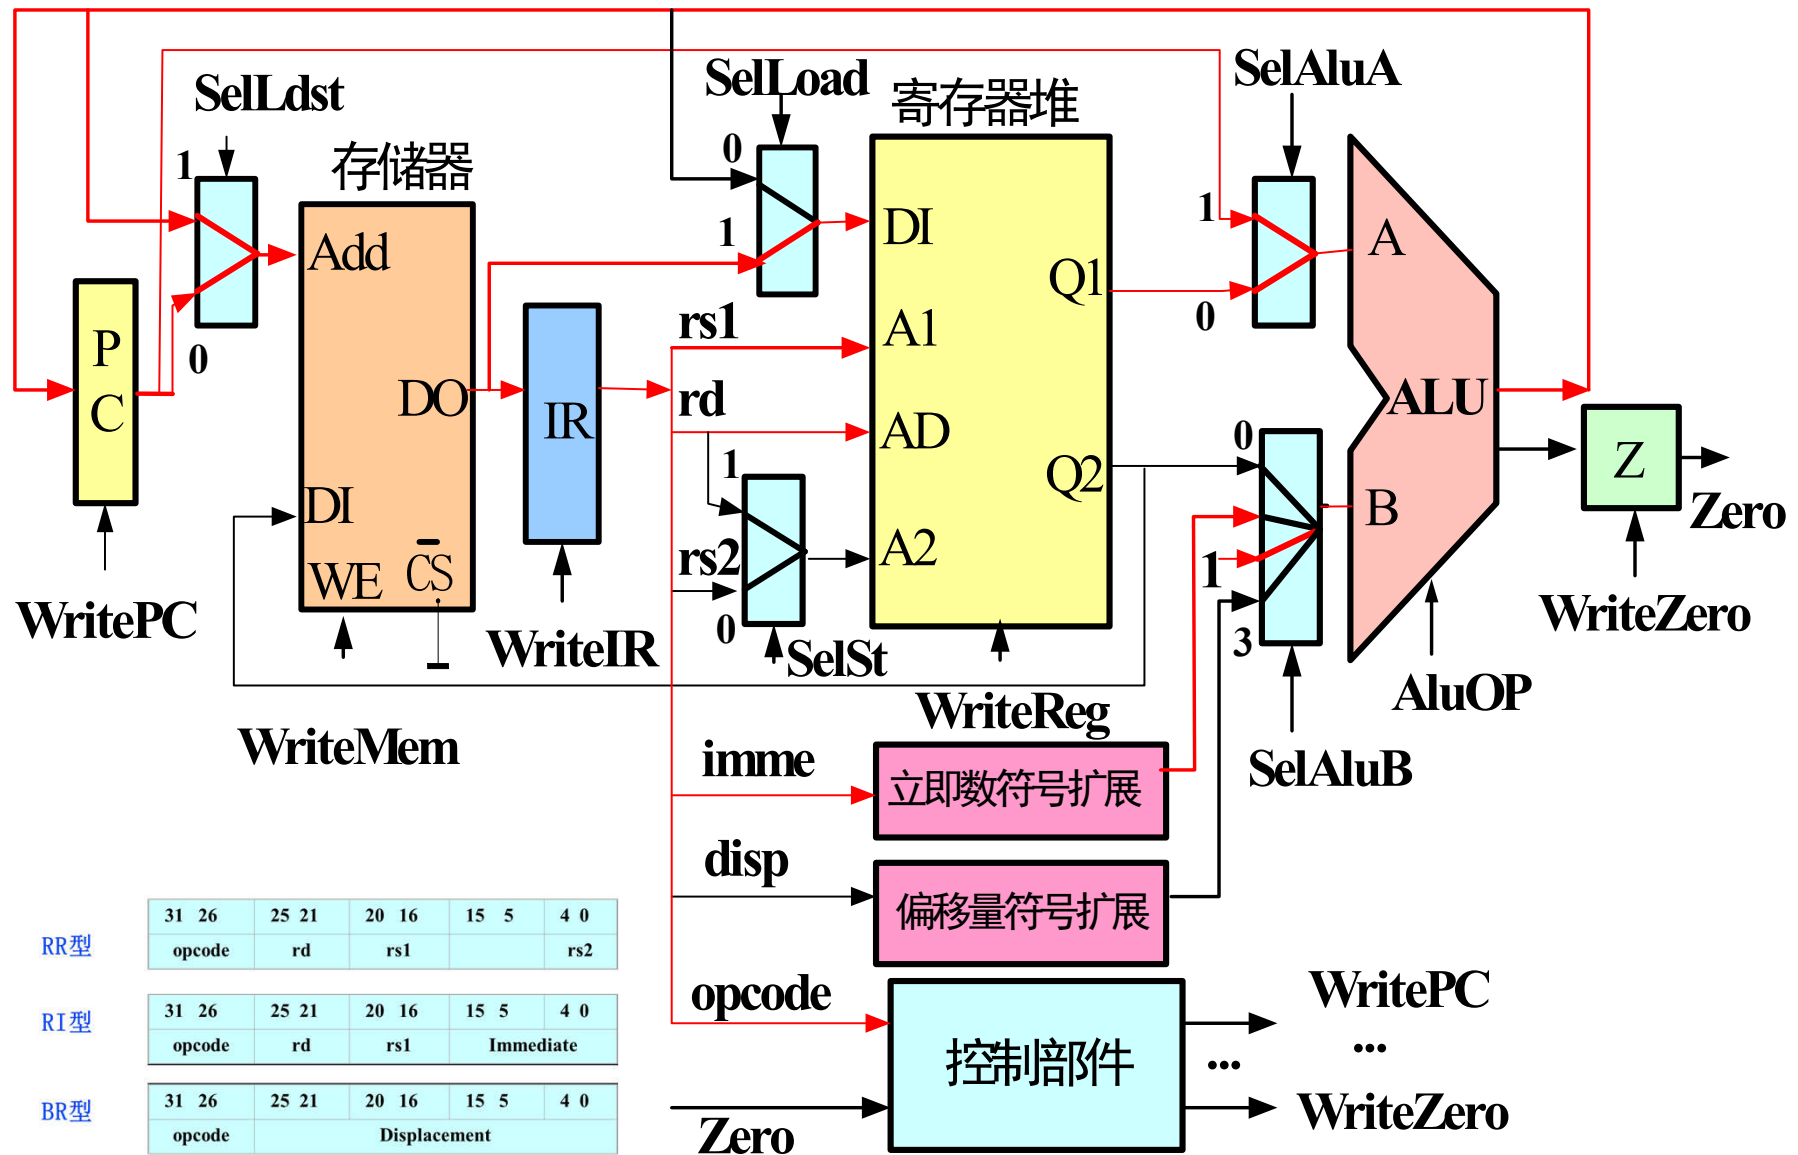 SelLdst
SelLoad
寄存器堆
SelAluA
存储器
1
0
1
0
1
0
P
C
Add
DO
DI
WE
CS
IR
rs1
rd
rs2
1
0
DI
A1
AD
A2
Q1
Q2
A
B
ALU
0
1
3
Z
Zero
WritePC
WriteMem
WriteIR
SelSt
WriteReg
SelAluB
AluOP
WriteZero
imme
立即数符号扩展
disp
偏移量符号扩展
opcode
控制部件
Zero
WritePC
...
...
WriteZero
RR型
31 26 25 21 20 16 15 5 4 0
opcode rd rs1 rs2
RI型
31 26 25 21 20 16 15 5 4 0
opcode rd rs1 Immediate
BR型
31 26 25 21 20 16 15 5 4 0
opcode Displacement